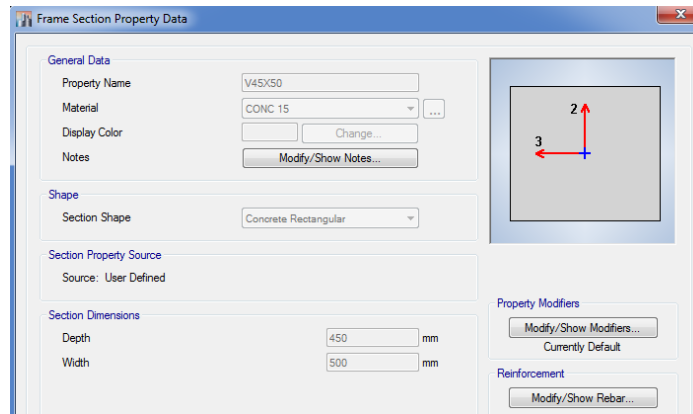 Frame Section Property Data
General Data
Property Name V45X50
Material CONC 15 ...
Display Color Change...
Notes Modify/Show Notes...
Shape
Section Shape Concrete Rectangular
Section Property Source
Source: User Defined
Section Dimensions
Depth 450 mm
Width 500 mm
2
3
Property Modifiers
Modify/Show Modifiers...
Currently Default
Reinforcement
Modify/Show Rebar...